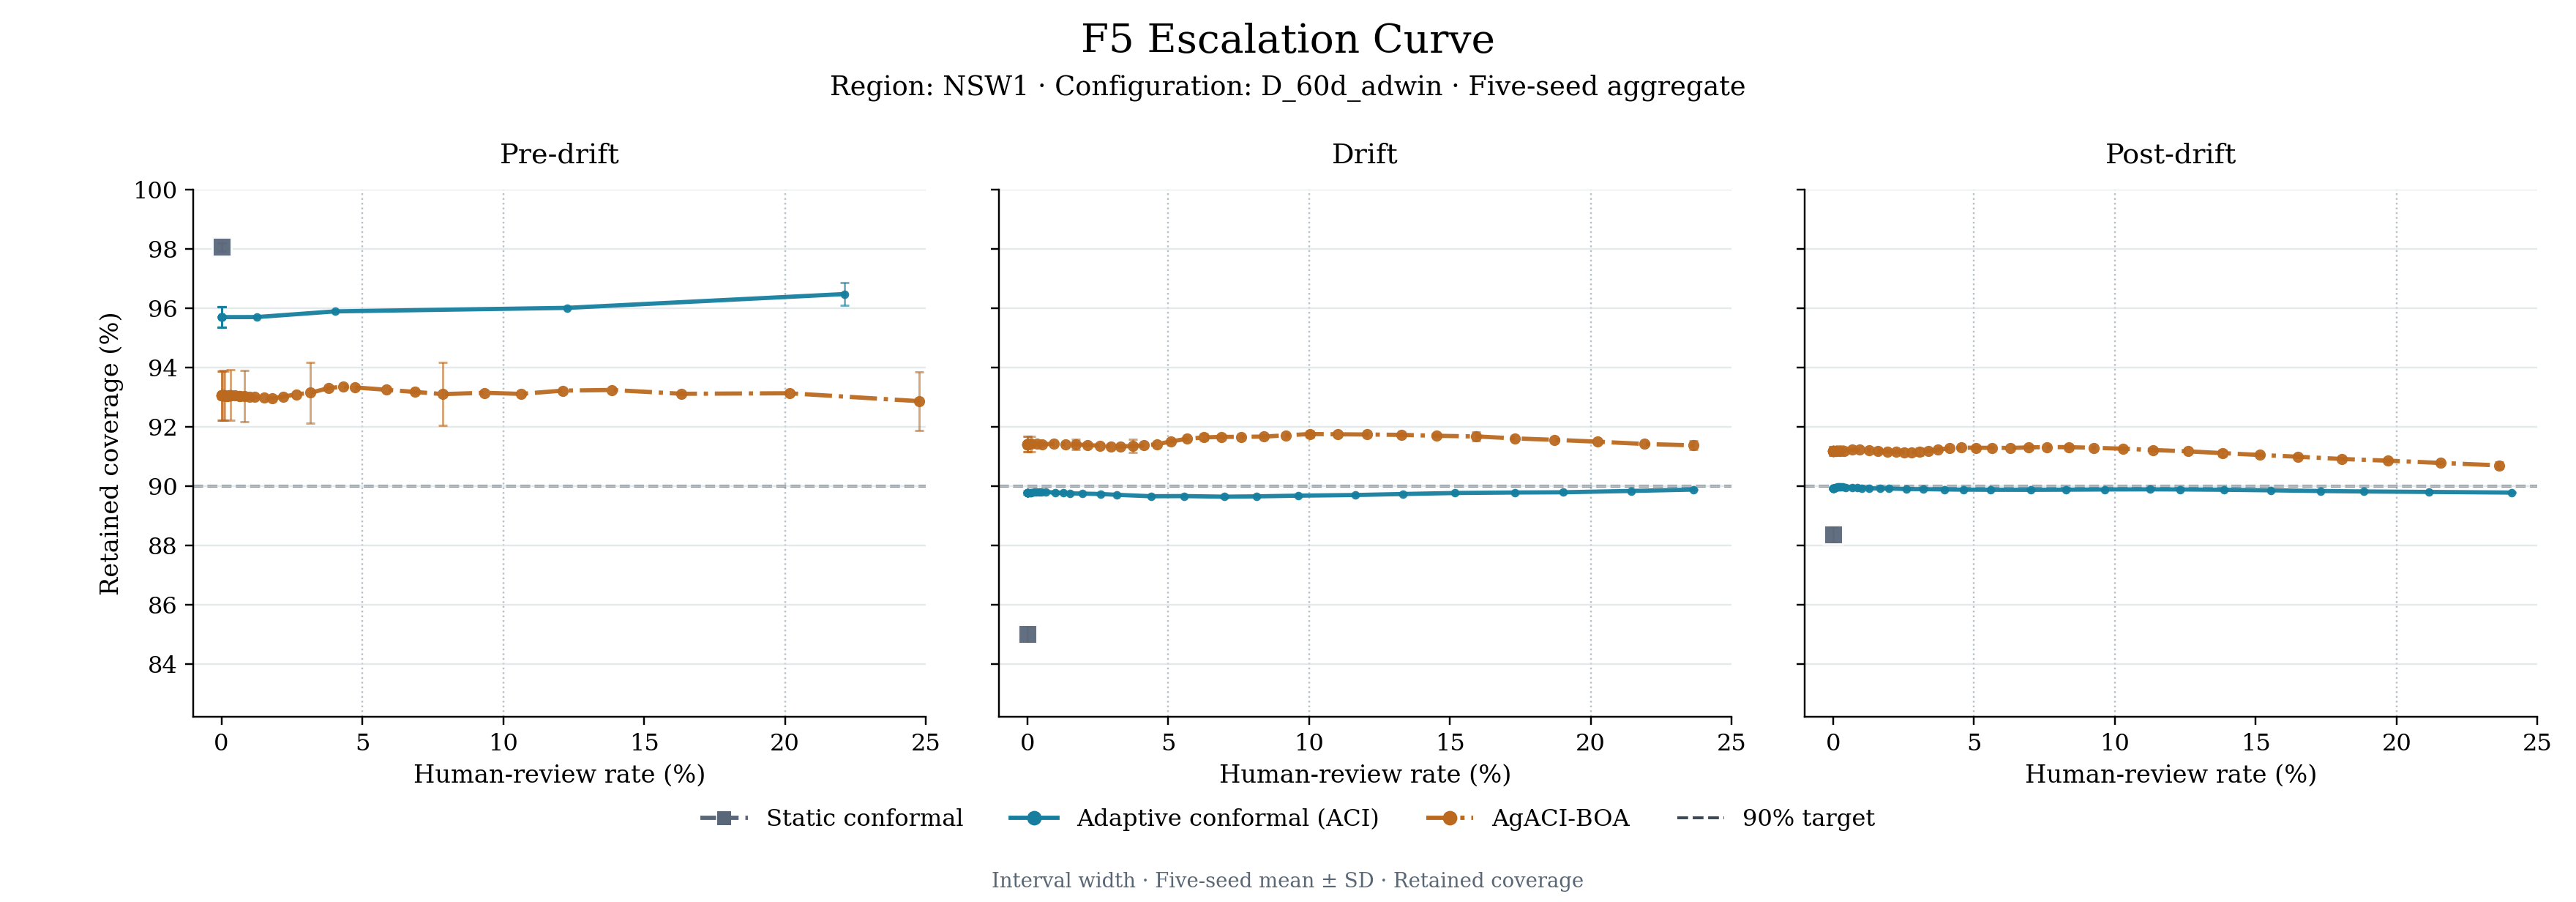 F5 Escalation Curve
Region: NSW1 · Configuration: D_60d_adwin · Five-seed aggregate
Pre-drift
Drift
Post-drift
Retained coverage (%)
100
98
96
94
92
90
88
86
84
0 5 10 15 20 25
0 5 10 15 20 25
0 5 10 15 20 25
Human-review rate (%)
Human-review rate (%)
Human-review rate (%)
Static conformal
Adaptive conformal (ACI)
AgACI-BOA
90% target
Interval width · Five-seed mean ± SD · Retained coverage